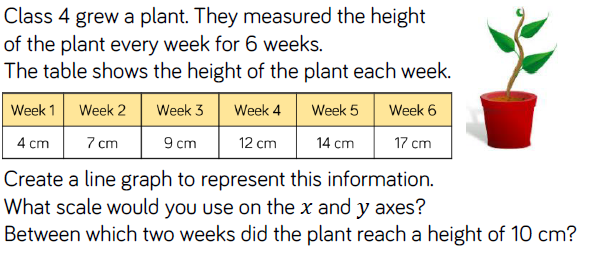 Class 4 grew a plant. They measured the height
of the plant every week for 6 weeks.
The table shows the height of the plant each week.
Week 1 Week 2 Week 3 Week 4 Week 5 Week 6
4 cm 7 cm 9 cm 12 cm 14 cm 17 cm
Create a line graph to represent this information.
What scale would you use on the x and y axes?
Between which two weeks did the plant reach a height of 10 cm?